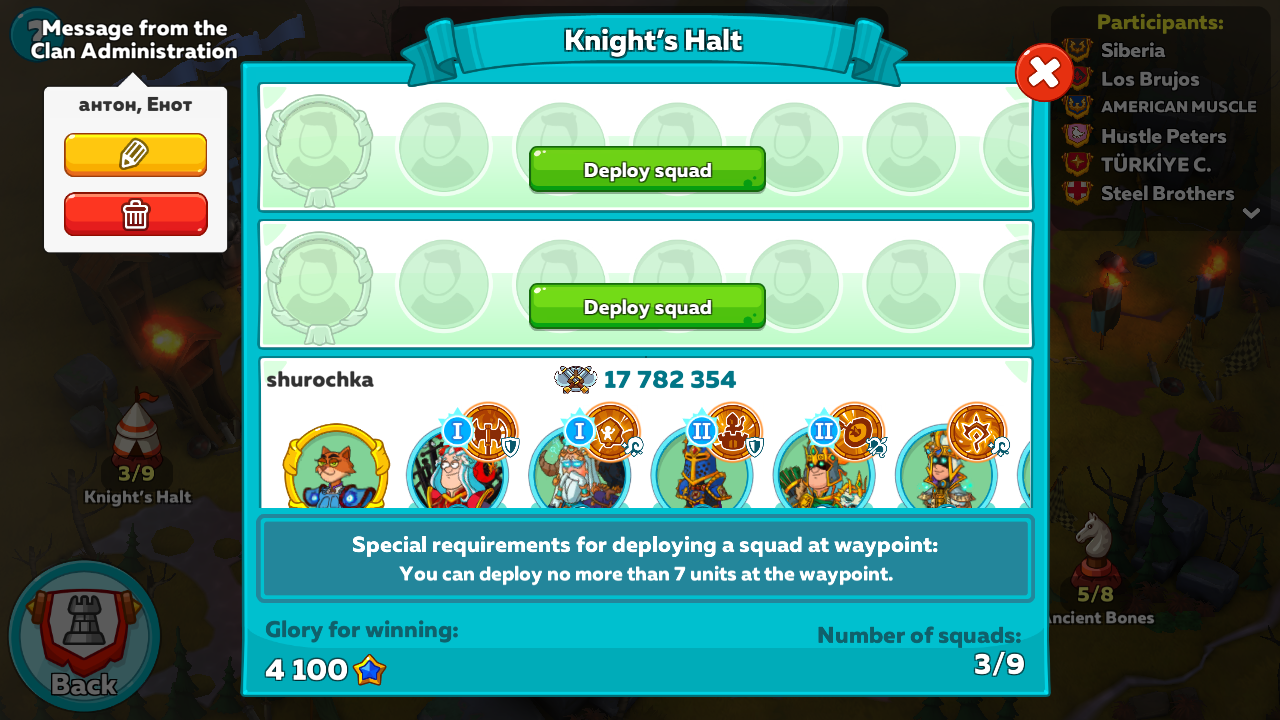 Message from the
Clan Administration
антон, Енот
Knight's Halt
Participants:
Siberia
Los Brujos
AMERICAN MUSCLE
Hustle Peters
TÜRKİYE C.
Steel Brothers
Deploy squad
Deploy squad
shurochka
17 782 354
I
I
II
II
3/9
Knight's Halt
5/8
Ancient Bones
Special requirements for deploying a squad at waypoint:
You can deploy no more than 7 units at the waypoint.
Glory for winning:
4 100
Number of squads:
3/9
Back